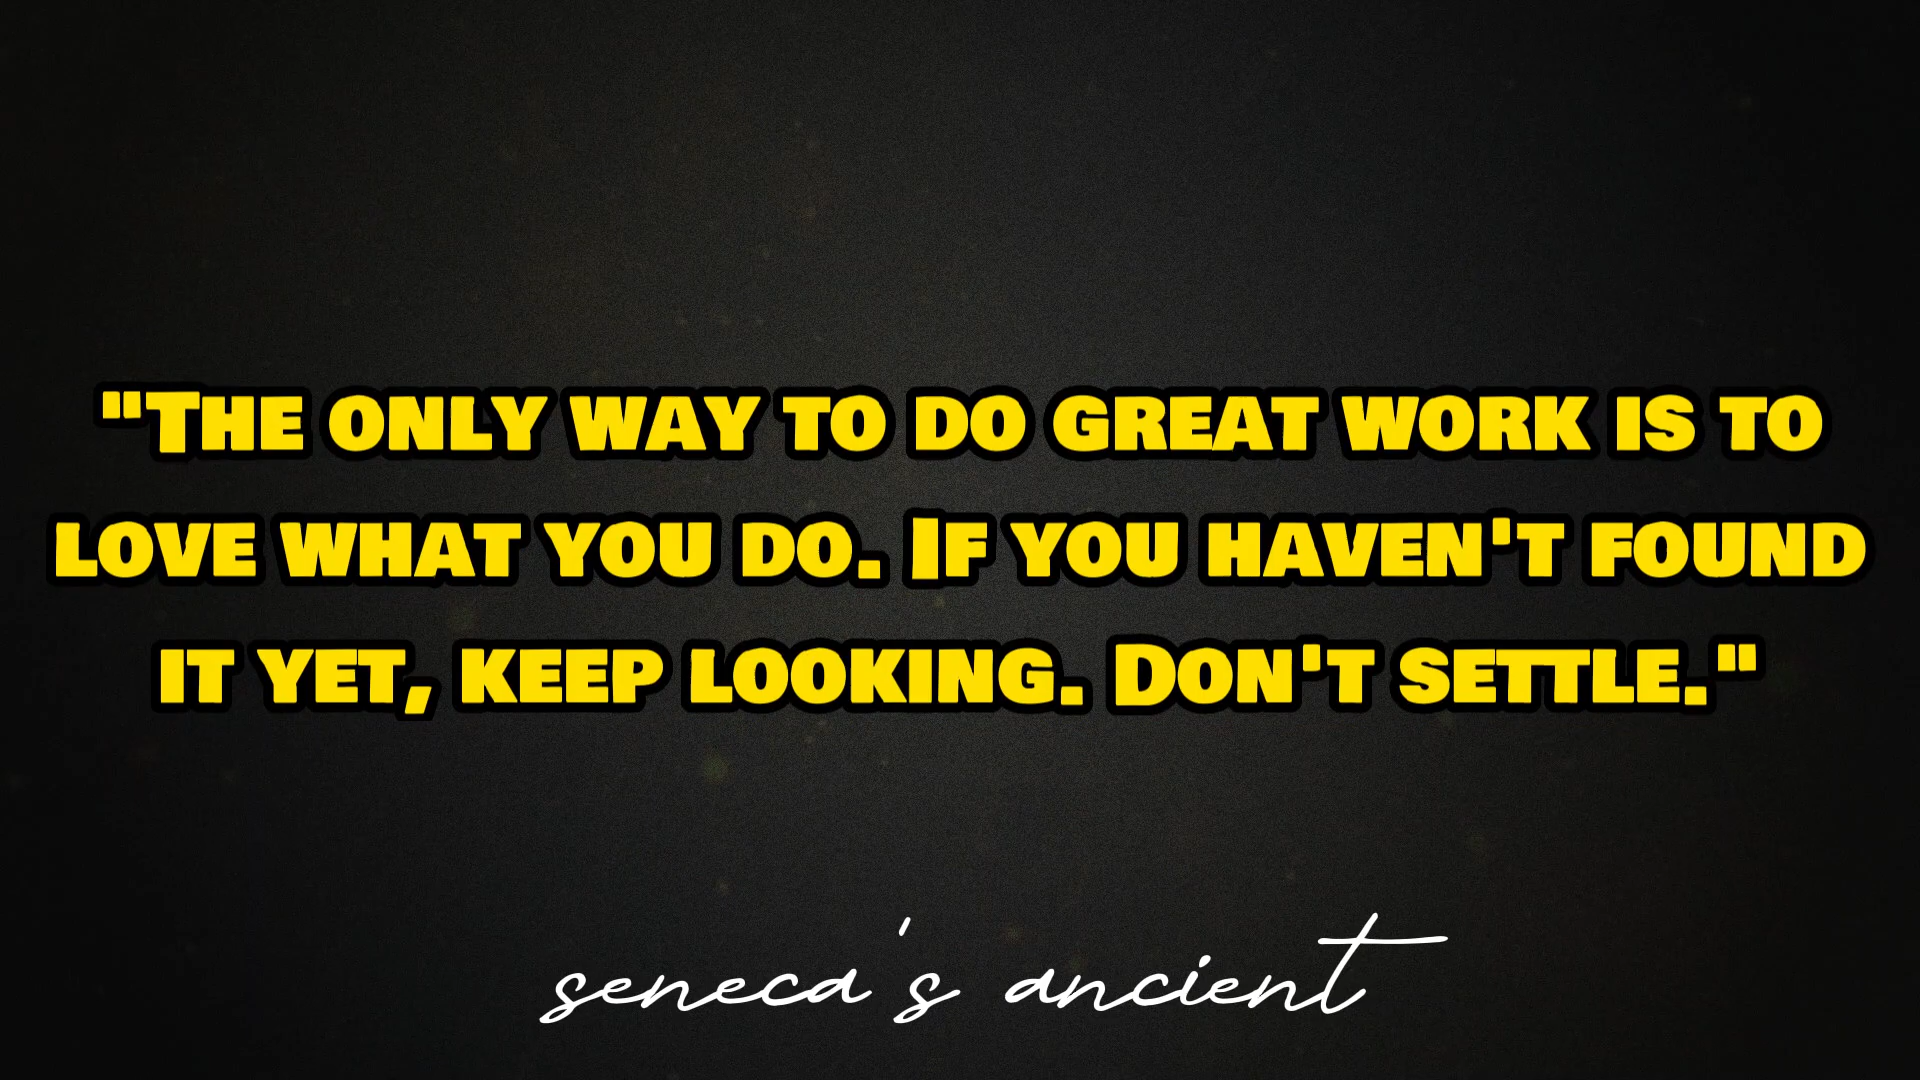 "The only way to do great work is to
love what you do. If you haven't found
it yet, keep looking. Don't settle."
seneca's ancient